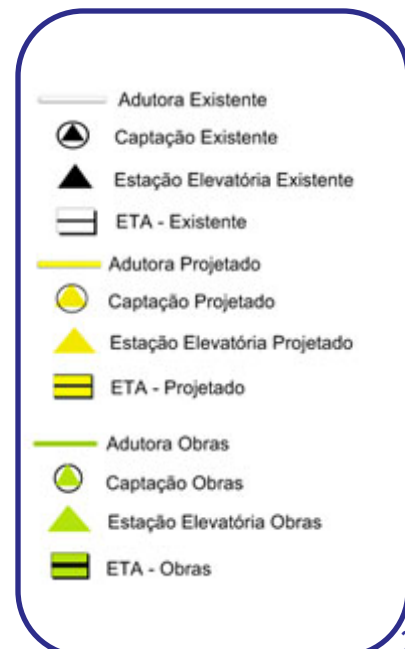 Adutora Existente
Captação Existente
Estação Elevatória Existente
ETA - Existente
Adutora Projetado
Captação Projetado
Estação Elevatória Projetado
ETA - Projetado
Adutora Obras
Captação Obras
Estação Elevatória Obras
ETA - Obras